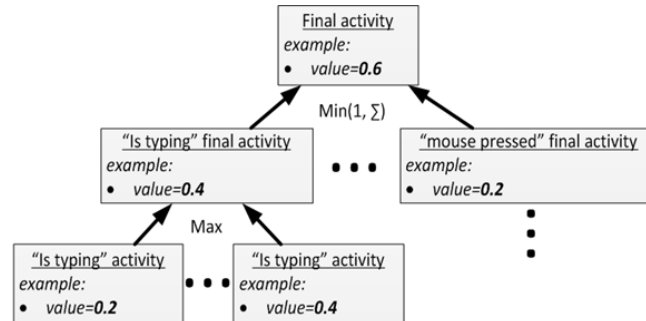 Final activity
example:
• value=0.6
Min(1, ∑)
“Is typing” final activity
example:
• value=0.4
“mouse pressed” final activity
example:
• value=0.2
Max
“Is typing” activity
example:
• value=0.2
“Is typing” activity
example:
• value=0.4